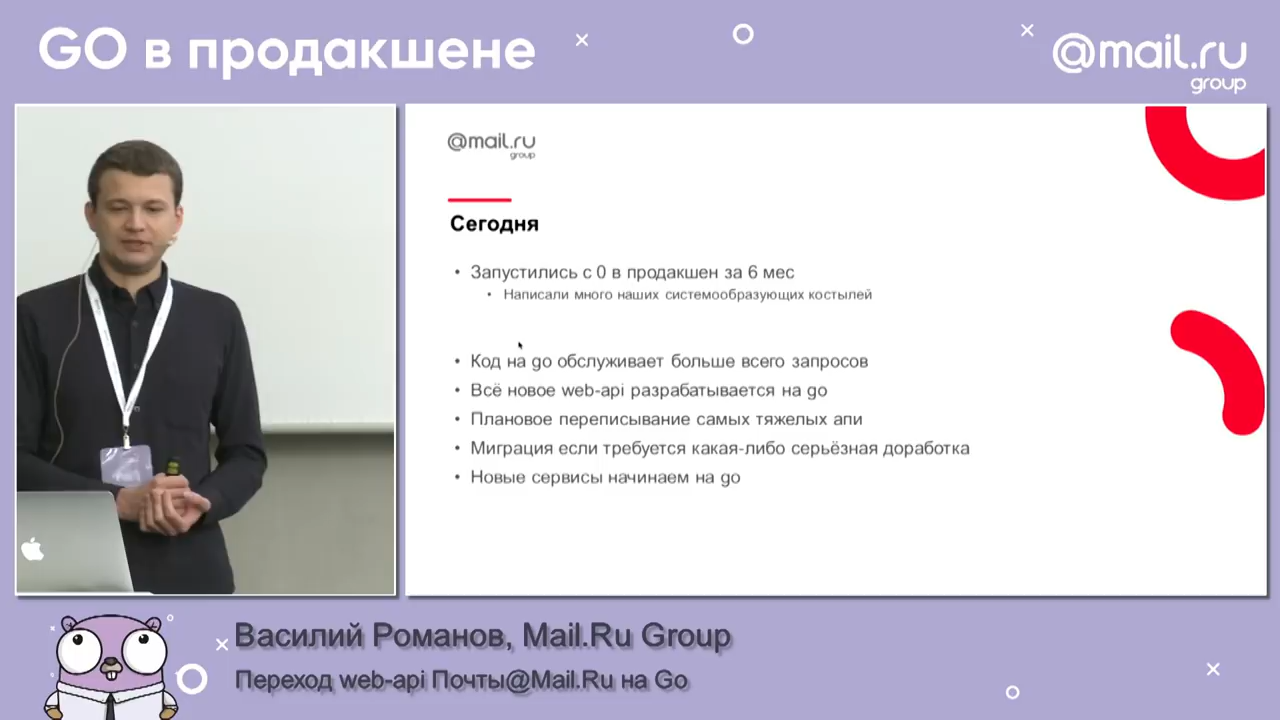 GO в продакшене
@mail.ru
group
@mail.ru
group
Сегодня
• Запустились с 0 в продакшен за 6 мес
• Написали много наших системообразующих костылей
• Код на go обслуживает больше всего запросов
• Всё новое web-api разрабатывается на go
• Плановое переписывание самых тяжелых апи
• Миграция если требуется какая-либо серьёзная доработка
• Новые сервисы начинаем на go
Василий Романов, Mail.Ru Group
Переход web-api Почты@Mail.Ru на Go